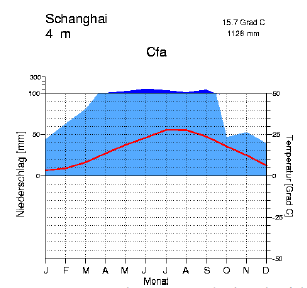 Schanghai
15.7 Grad C
4 m
1128 mm
Cfa
300
100
50
50
25
0
0
-25
-50
Niederschlag [mm]
Temperatur [Grad C]
J F M A M J J A S O N D
Monat